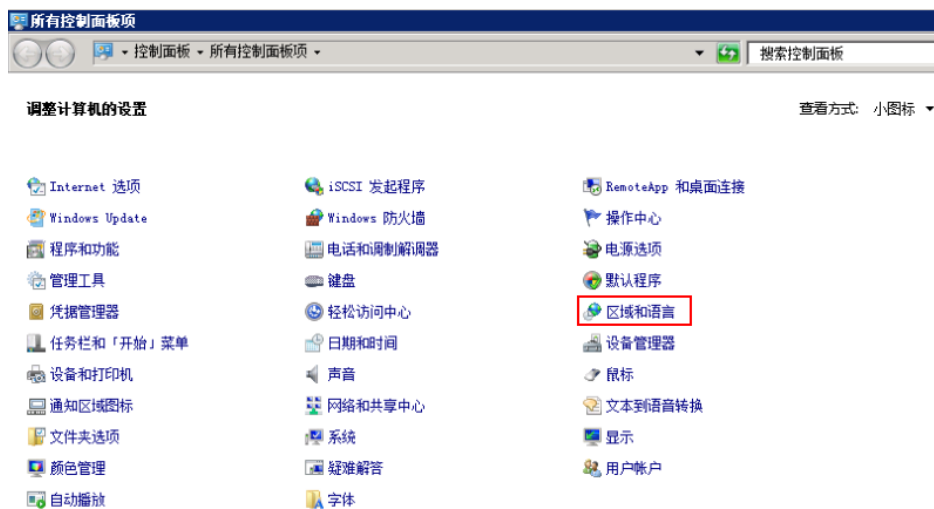 所有控制面板项
控制面板 所有控制面板项 搜索控制面板
调整计算机的设置 查看方式: 小图标
Internet 选项 iSCSI 发起程序 RemoteApp 和桌面连接
Windows Update Windows 防火墙 操作中心
程序和功能 电话和调制解调器 电源选项
管理工具 键盘 默认程序
凭据管理器 轻松访问中心 区域和语言
任务栏和「开始」菜单 日期和时间 设备管理器
设备和打印机 声音 鼠标
通知区域图标 网络和共享中心 文本到语音转换
文件夹选项 系统 显示
颜色管理 疑难解答 用户帐户
自动播放 字体